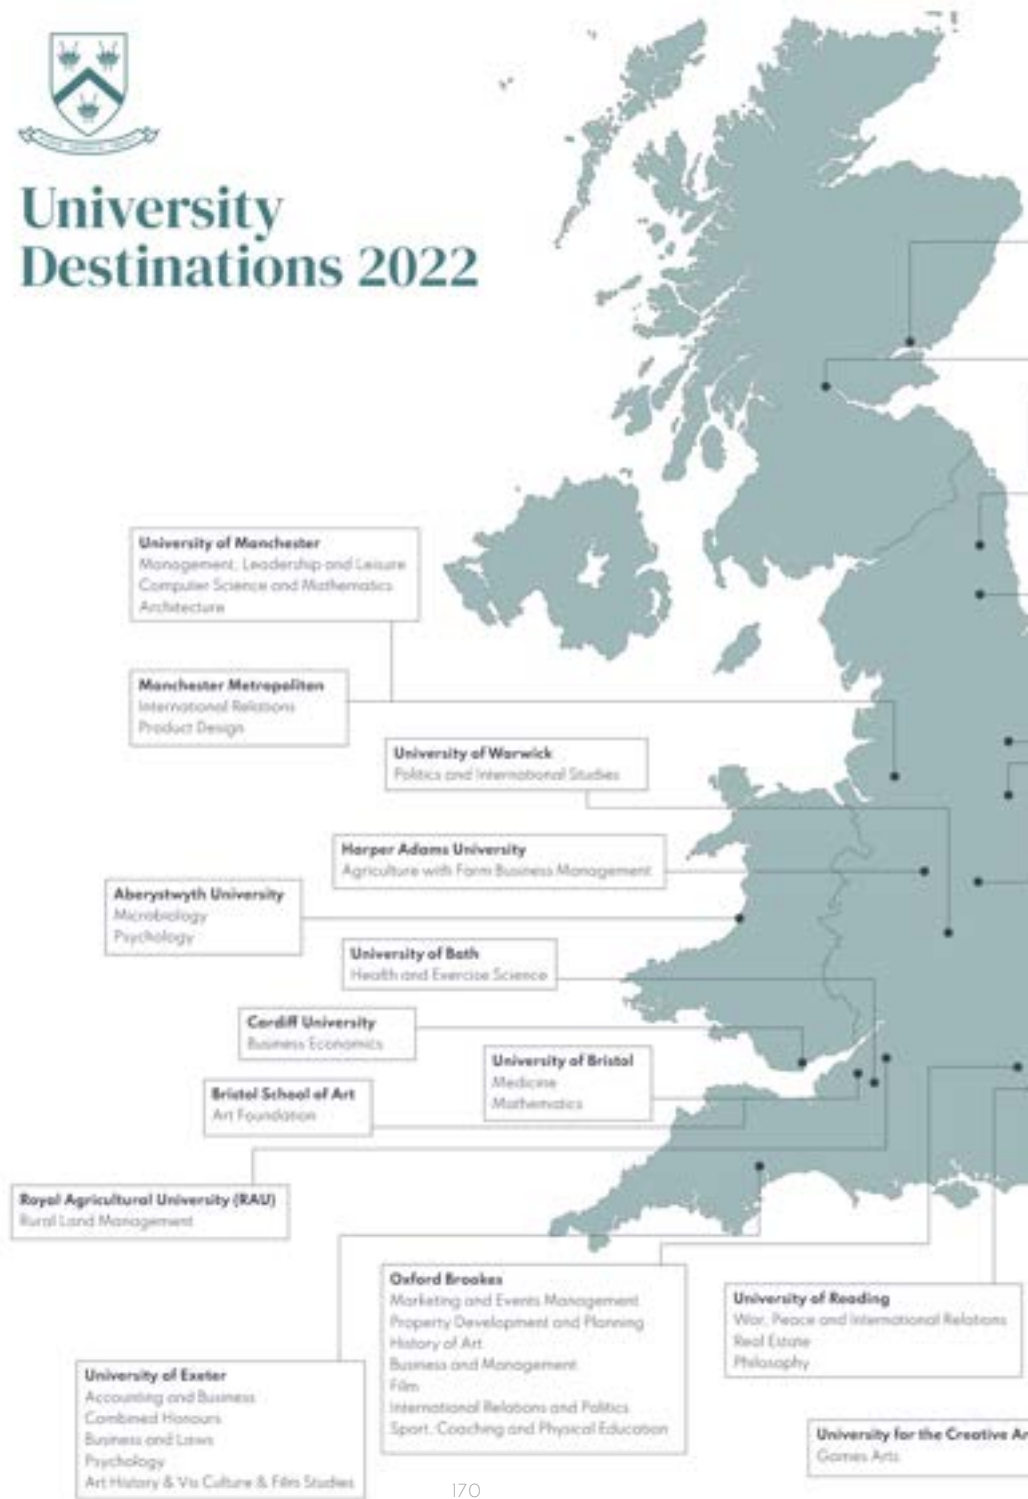 University
Destinations 2022
University of Manchester
Management, Leadership and Leisure
Computer Science and Mathematics
Architecture
Manchester Metropolitan
International Relations
Product Design
University of Warwick
Politics and International Studies
Harper Adams University
Agriculture with Farm Business Management
Aberystwyth University
Microbiology
Psychology
University of Bath
Health and Exercise Science
Cardiff University
Business Economics
University of Bristol
Medicine
Mathematics
Bristol School of Art
Art Foundation
Royal Agricultural University (RAU)
Rural Land Management
Oxford Brookes
Marketing and Events Management
Property Development and Planning
History of Art
Business and Management
Film
International Relations and Politics
Sport, Coaching and Physical Education
University of Reading
War, Peace and International Relations
Real Estate
Philosophy
University of Exeter
Accounting and Business
Combined Honours
Business and Laws
Psychology
Art History & Vis Culture & Film Studies
University for the Creative Ar
Games Arts
170